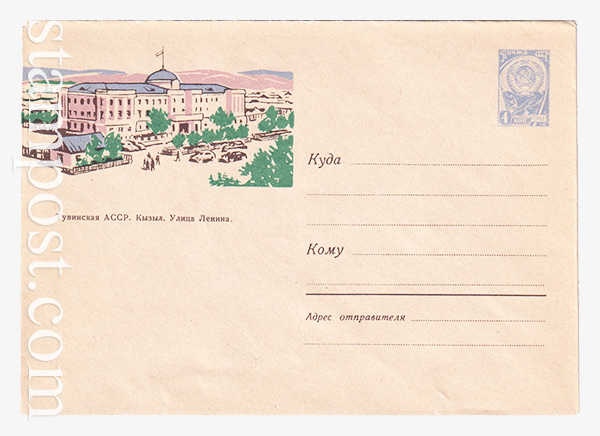 stampost.com
ПОЧТА СССР
4
Тувинская АССР. Кызыл. Улица Ленина.
Куда
Кому
Адрес отправителя